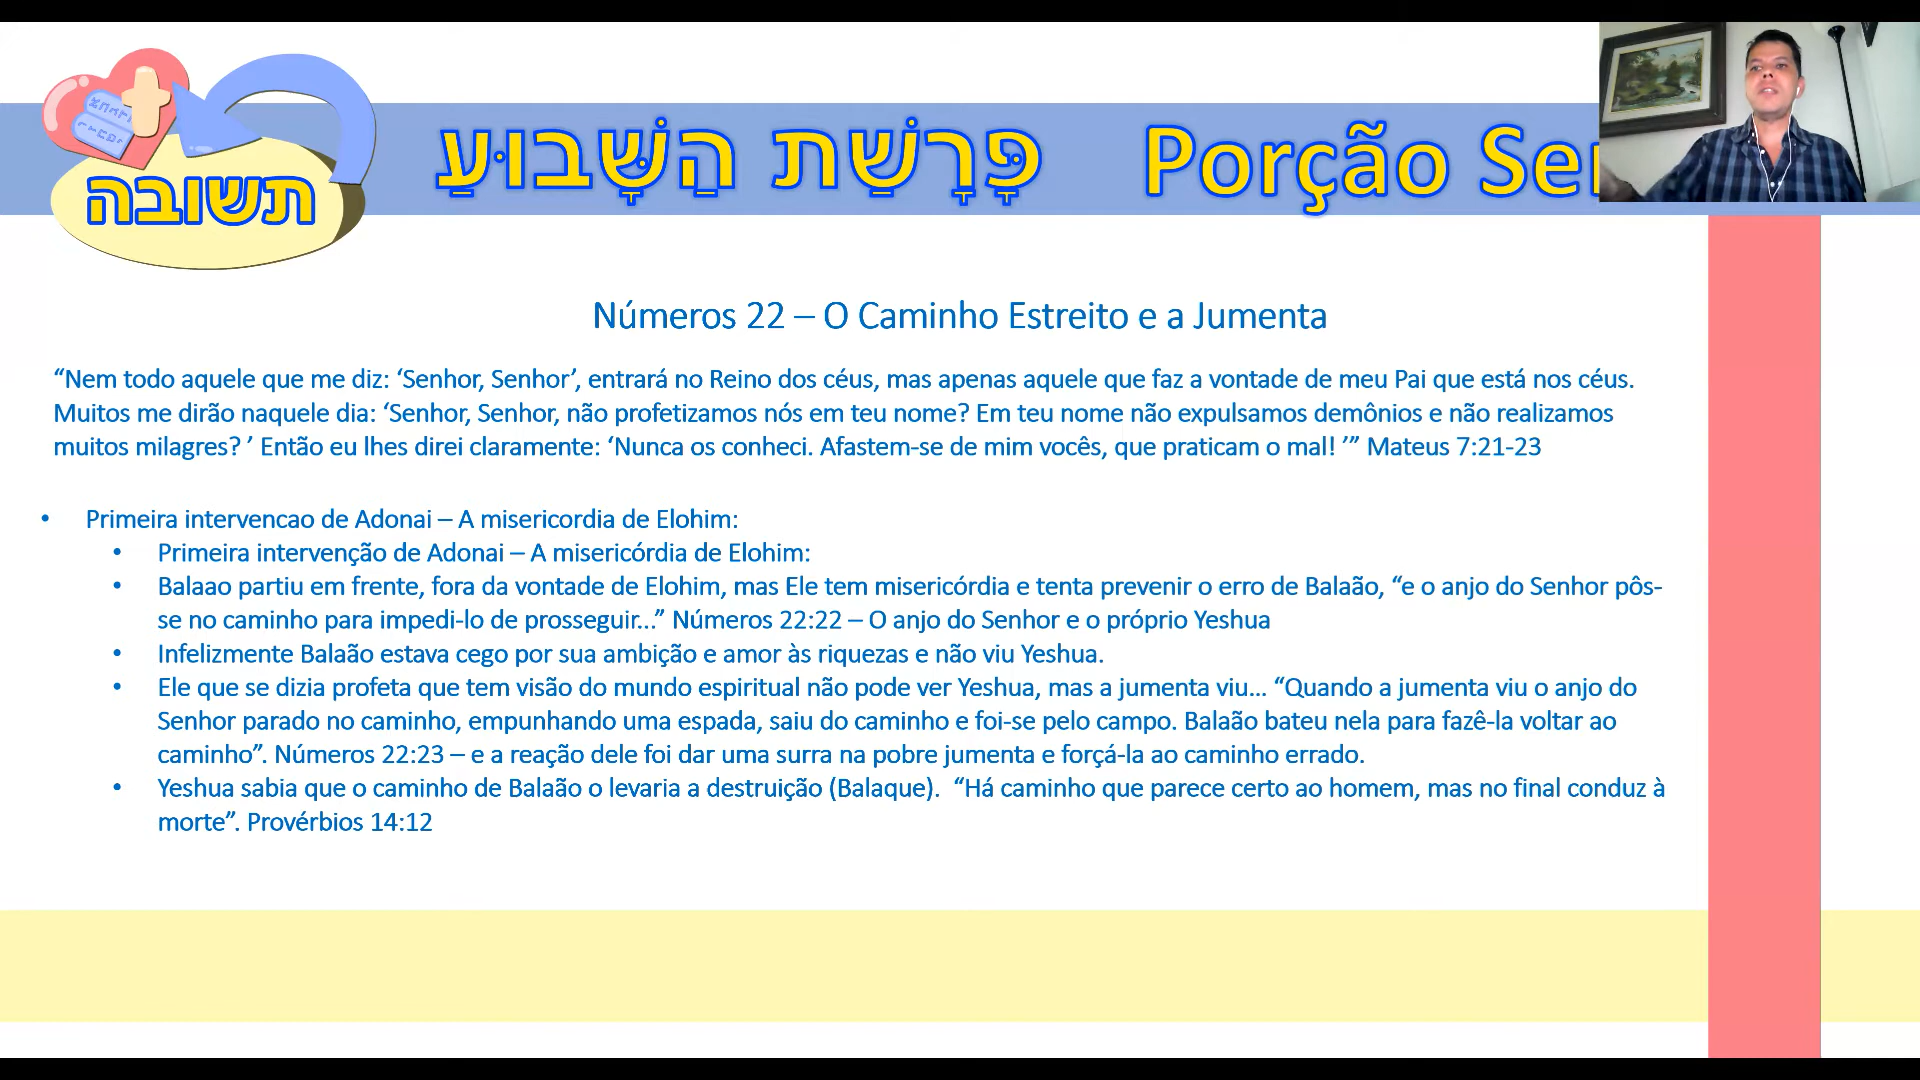 תשובה
פָּרָשַׁת הַשָּׁבוּעַ Porção Se
Números 22 – O Caminho Estreito e a Jumenta
“Nem todo aquele que me diz: ‘Senhor, Senhor’, entrará no Reino dos céus, mas apenas aquele que faz a vontade de meu Pai que está nos céus.
Muitos me dirão naquele dia: ‘Senhor, Senhor, não profetizamos nós em teu nome? Em teu nome não expulsamos demônios e não realizamos
muitos milagres? ’ Então eu lhes direi claramente: ‘Nunca os conheci. Afastem-se de mim vocês, que praticam o mal! ’” Mateus 7:21-23
• Primeira intervencao de Adonai – A misericordia de Elohim:
• Primeira intervenção de Adonai – A misericórdia de Elohim:
• Balaao partiu em frente, fora da vontade de Elohim, mas Ele tem misericórdia e tenta prevenir o erro de Balaão, “e o anjo do Senhor pôs-
se no caminho para impedi-lo de prosseguir...” Números 22:22 – O anjo do Senhor e o próprio Yeshua
• Infelizmente Balaão estava cego por sua ambição e amor às riquezas e não viu Yeshua.
• Ele que se dizia profeta que tem visão do mundo espiritual não pode ver Yeshua, mas a jumenta viu... “Quando a jumenta viu o anjo do
Senhor parado no caminho, empunhando uma espada, saiu do caminho e foi-se pelo campo. Balaão bateu nela para fazê-la voltar ao
caminho”. Números 22:23 – e a reação dele foi dar uma surra na pobre jumenta e forçá-la ao caminho errado.
• Yeshua sabia que o caminho de Balaão o levaria a destruição (Balaque).  “Há caminho que parece certo ao homem, mas no final conduz à
morte”. Provérbios 14:12